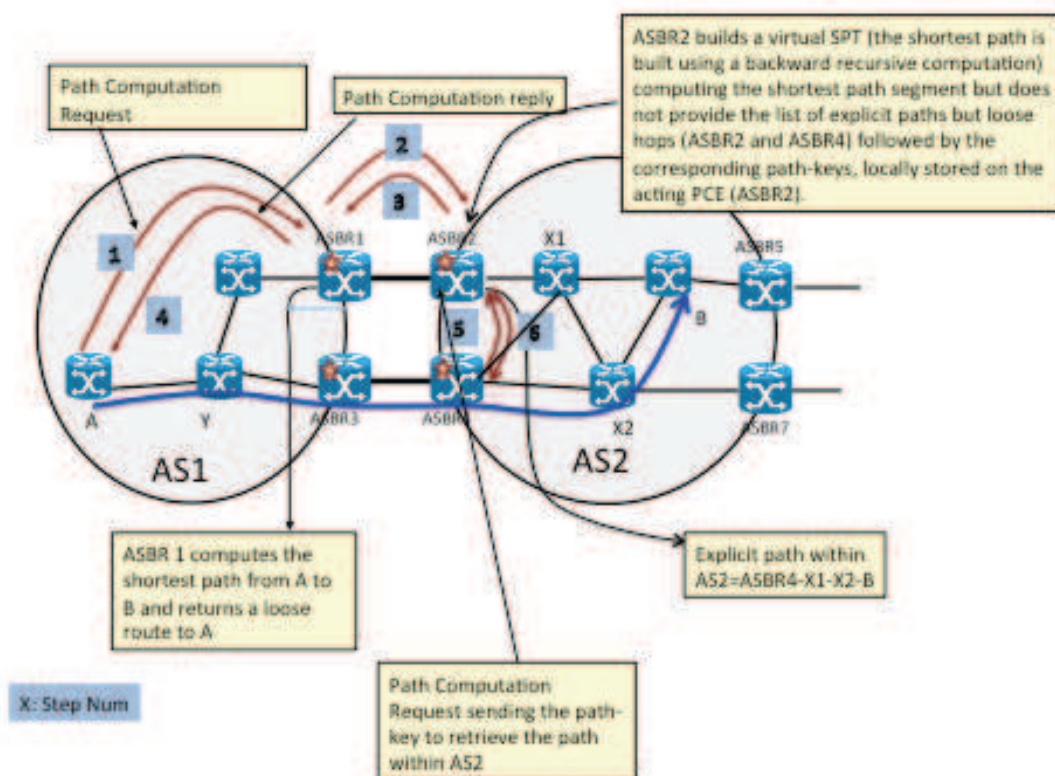 Path Computation
Request
Path Computation reply
ASBR2 builds a virtual SPT (the shortest path is
built using a backward recursive computation)
computing the shortest path segment but does
not provide the list of explicit paths but loose
hops (ASBR2 and ASBR4) followed by the
corresponding path-keys, locally stored on the
acting PCE (ASBR2).
2
3
1
4
ASBR1
ASBR2
X1
ASBR5
5
6
B
A
Y
ASBR3
X2
ASBR7
AS1
AS2
ASBR 1 computes the
shortest path from A to
B and returns a loose
route to A
Explicit path within
AS2=ASBR4-X1-X2-B
X: Step Num
Path Computation
Request sending the path-
key to retrieve the path
within AS2